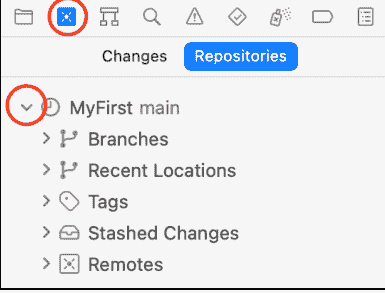 Changes Repositories
MyFirst main
Branches
Recent Locations
Tags
Stashed Changes
Remotes